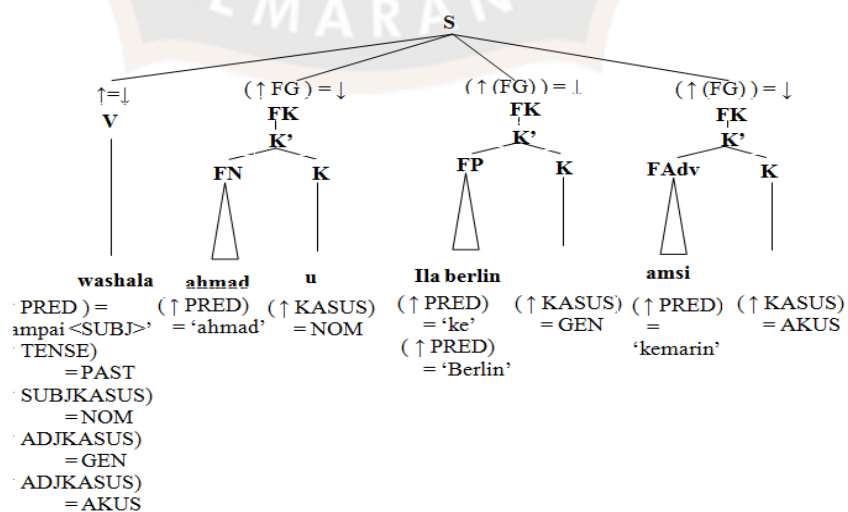 EMARAN
S
↑=↓ (↑ FG ) = ↓ (↑ (FG) ) = ↓ (↑ (FG) ) = ↓
V FK FK FK
K’ K’ K’
FN K FP K FAdv K
washala ahmad u Ila berlin amsi
PRED ) = (↑ PRED) (↑ KASUS) (↑ PRED) (↑ KASUS) (↑ PRED) (↑ KASUS)
ampai <SUBJ>’ = ‘ahmad’ = NOM = ‘ke’ = GEN = = AKUS
TENSE) (↑ PRED) ‘kemarin’
= PAST = ‘Berlin’
SUBJKASUS)
= NOM
ADJKASUS)
= GEN
ADJKASUS)
= AKUS